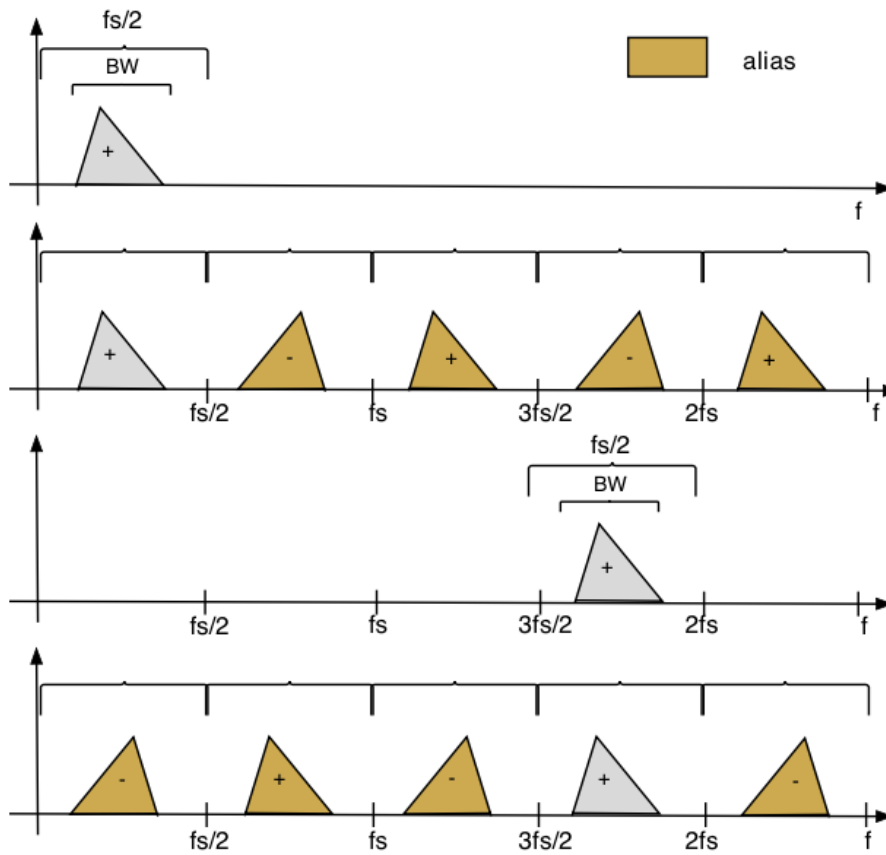 fs/2
BW
alias
+
f
+
-
+
-
+
fs/2
fs
3fs/2
2fs
f
fs/2
BW
+
fs/2
fs
3fs/2
2fs
f
-
+
-
+
-
fs/2
fs
3fs/2
2fs
f